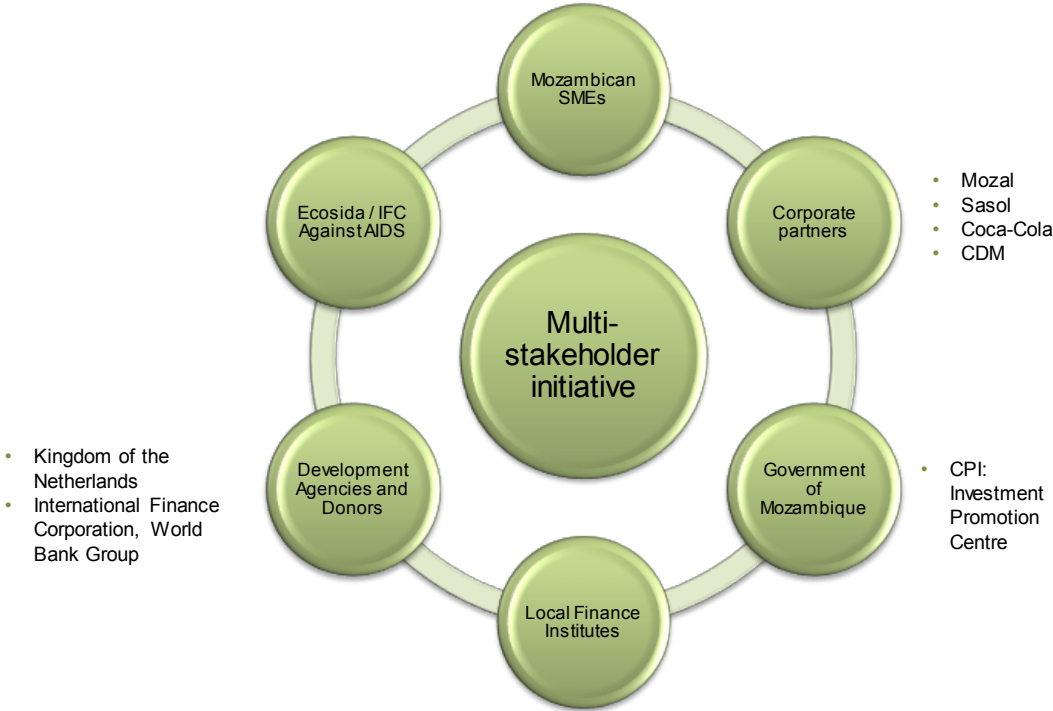 Mozambican
SMEs
Ecosida / IFC
Against AIDS
Corporate
partners
• Mozal
• Sasol
• Coca-Cola
• CDM
Multi-
stakeholder
initiative
• Kingdom of the
Netherlands
• International Finance
Corporation, World
Bank Group
Development
Agencies and
Donors
Government
of
Mozambique
• CPI:
Investment
Promotion
Centre
Local Finance
Institutes